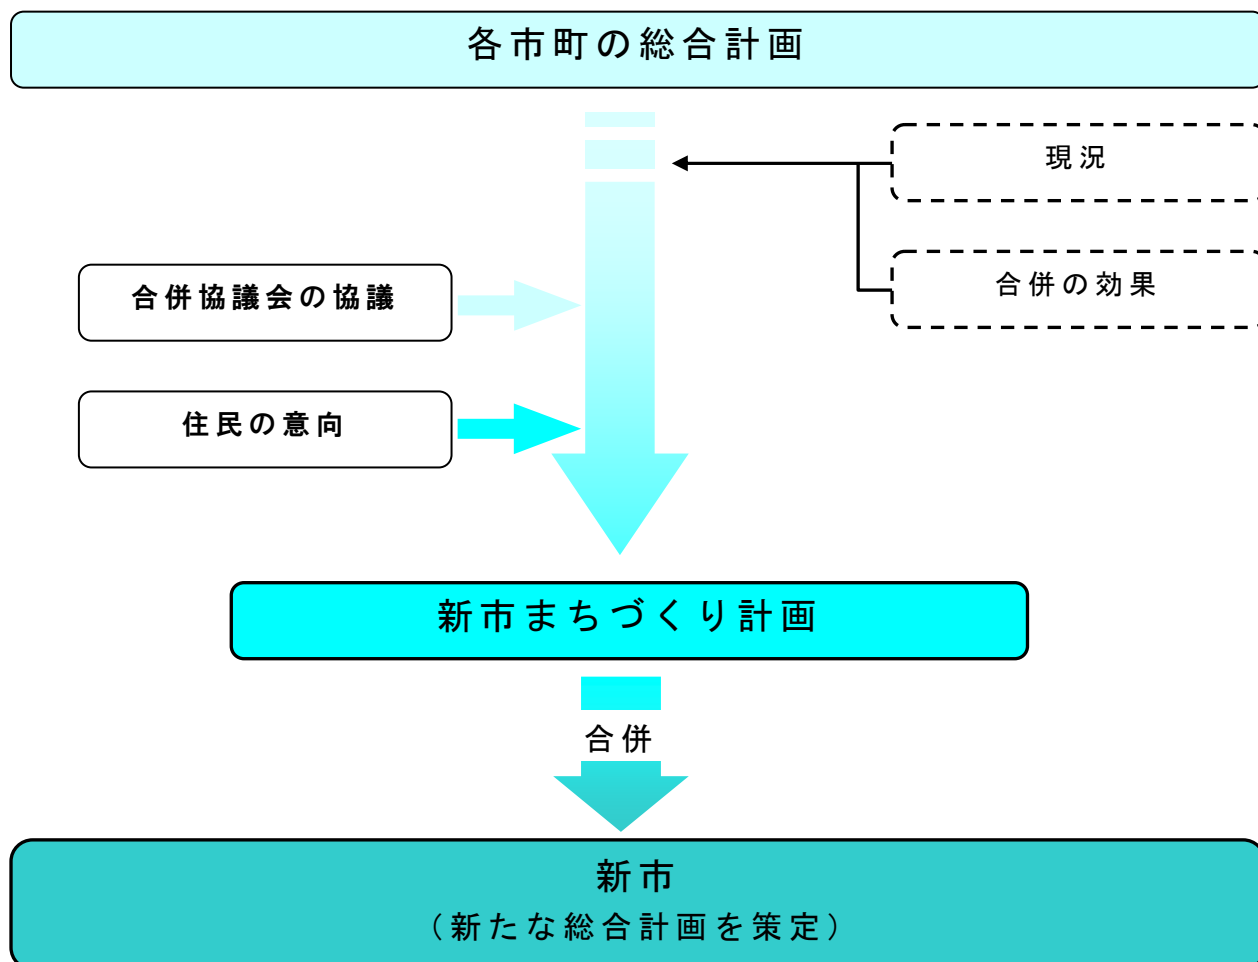 各市町の総合計画
現況
合併の効果
合併協議会の協議
住民の意向
新市まちづくり計画
合併
新市
（新たな総合計画を策定）